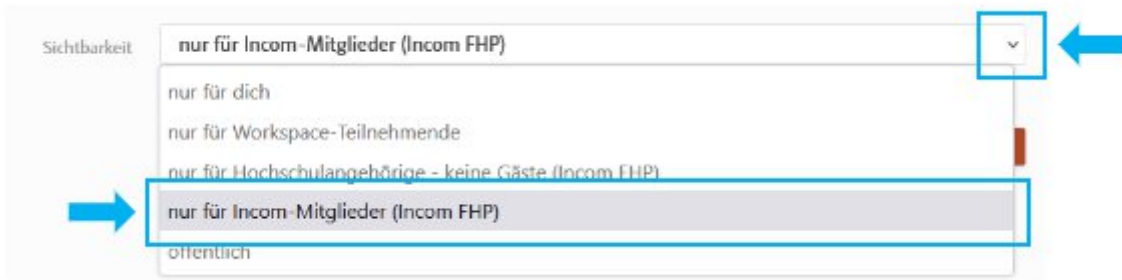 Sichtbarkeit nur für Incom-Mitglieder (Incom FHP)
nur für dich
nur für Workspace-Teilnehmende
nur für Hochschulangehörige - keine Gäste (Incom FHP)
nur für Incom-Mitglieder (Incom FHP)
öffentlich